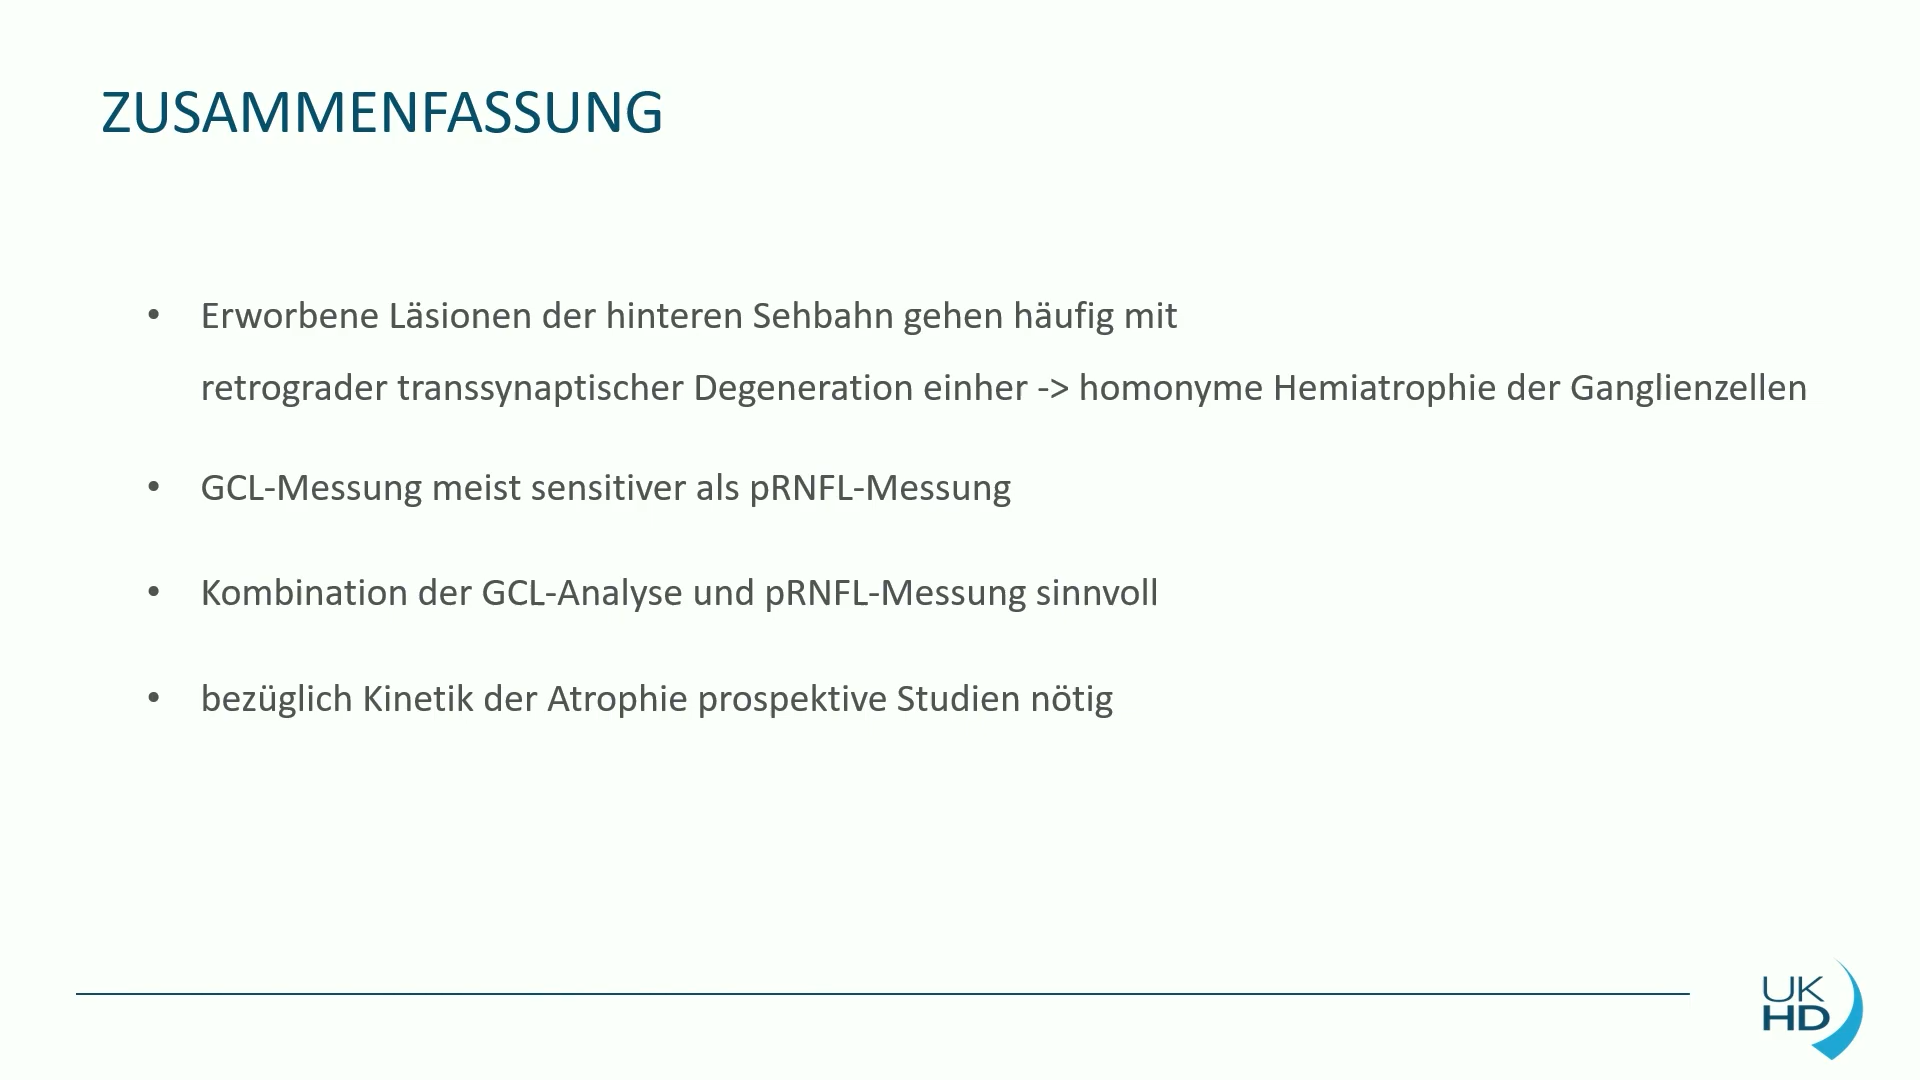 ZUSAMMENFASSUNG
• Erworbene Läsionen der hinteren Sehbahn gehen häufig mit
retrograder transsynaptischer Degeneration einher -> homonyme Hemiatrophie der Ganglienzellen
• GCL-Messung meist sensitiver als pRNFL-Messung
• Kombination der GCL-Analyse und pRNFL-Messung sinnvoll
• bezüglich Kinetik der Atrophie prospektive Studien nötig
UK
HD